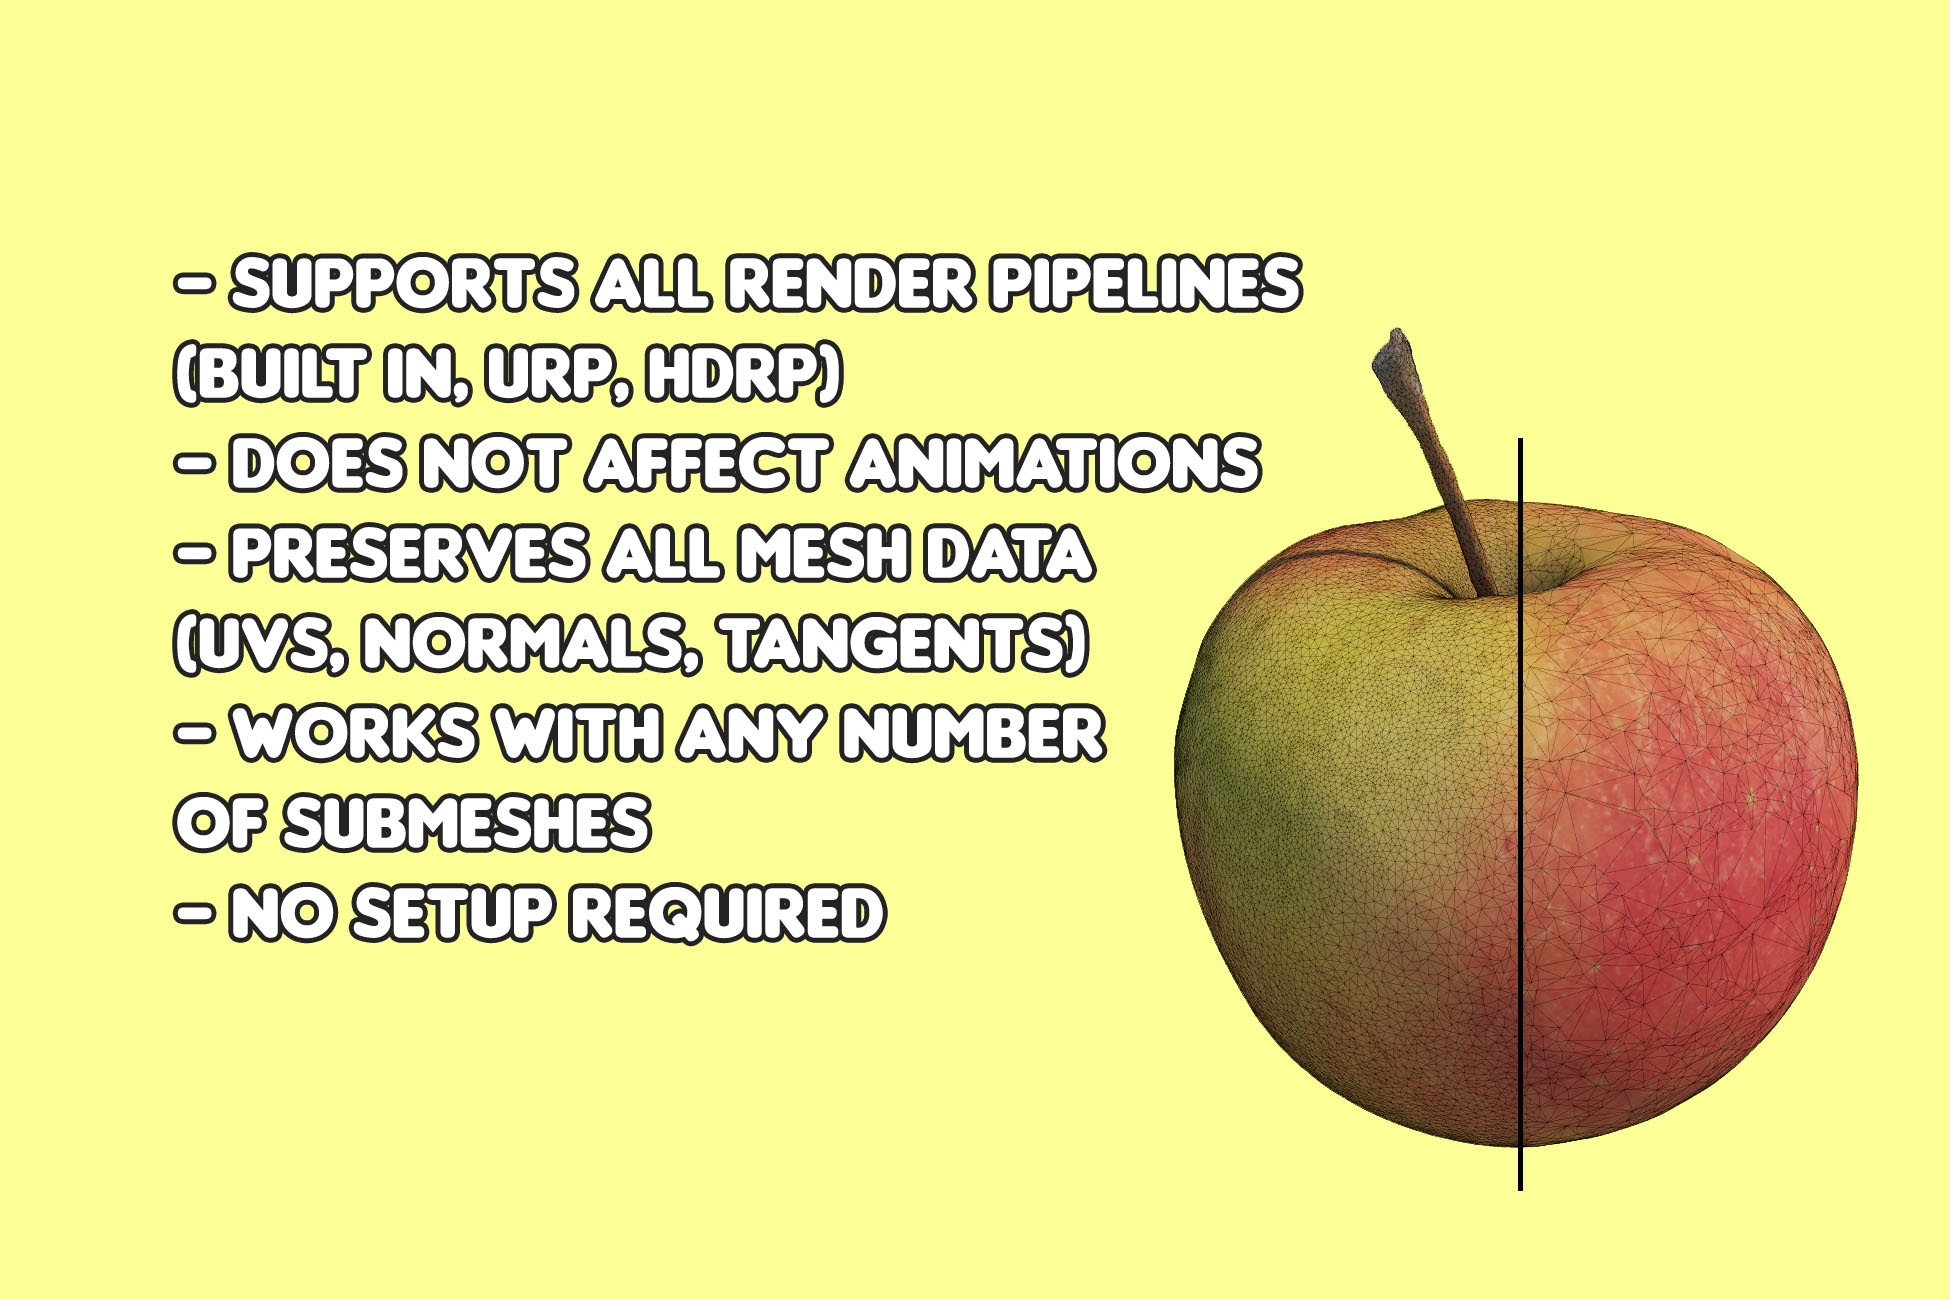 - SUPPORTS ALL RENDER PIPELINES
(BUILT IN, URP, HDRP)
- DOES NOT AFFECT ANIMATIONS
- PRESERVES ALL MESH DATA
(UVS, NORMALS, TANGENTS)
- WORKS WITH ANY NUMBER
OF SUBMESHES
- NO SETUP REQUIRED